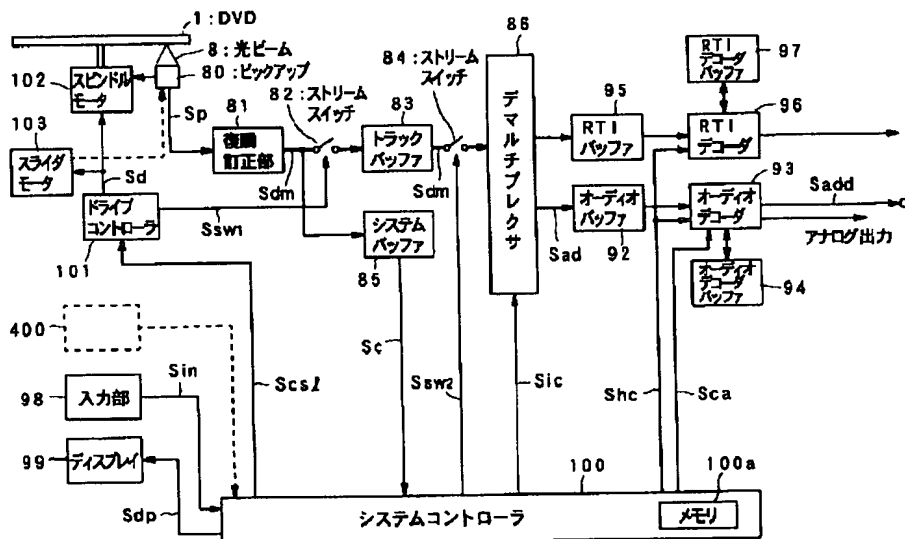 1:DVD
8:光ビーム
80:ピックアップ
102
スピンドル
モータ
82:ストリーム
スイッチ
84:ストリーム
スイッチ
86
デマルチプレクサ
RTI
デコーダ
バッファ
97
Sp
81
復調
訂正部
83
トラック
バッファ
95
RTI
バッファ
96
RTI
デコーダ
103
スライダ
モータ
Sd
Sdm
Sdm
93
オーディオ
デコーダ
Sadd
アナログ出力
ドライブ
コントローラ
101
Ssw1
システム
バッファ
85
オーディオ
バッファ
92
Sad
オーディオ
デコーダ
バッファ
94
400
Sc
Scsl
Ssw2
Sic
Shc
Sca
98
入力部
Sin
99
ディスプレイ
Sdp
100
100a
システムコントローラ
メモリ